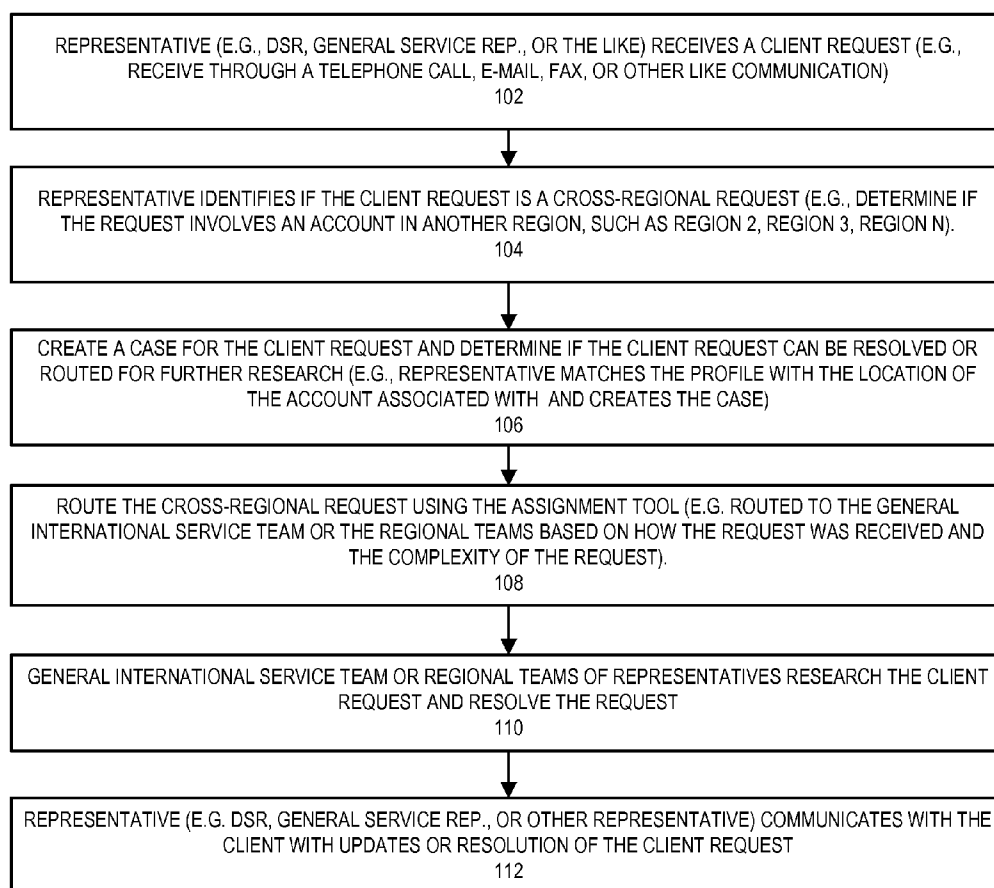 REPRESENTATIVE (E.G., DSR, GENERAL SERVICE REP., OR THE LIKE) RECEIVES A CLIENT REQUEST (E.G.,
RECEIVE THROUGH A TELEPHONE CALL, E-MAIL, FAX, OR OTHER LIKE COMMUNICATION)
102
REPRESENTATIVE IDENTIFIES IF THE CLIENT REQUEST IS A CROSS-REGIONAL REQUEST (E.G., DETERMINE IF
THE REQUEST INVOLVES AN ACCOUNT IN ANOTHER REGION, SUCH AS REGION 2, REGION 3, REGION N).
104
CREATE A CASE FOR THE CLIENT REQUEST AND DETERMINE IF THE CLIENT REQUEST CAN BE RESOLVED OR
ROUTED FOR FURTHER RESEARCH (E.G., REPRESENTATIVE MATCHES THE PROFILE WITH THE LOCATION OF
THE ACCOUNT ASSOCIATED WITH AND CREATES THE CASE)
106
ROUTE THE CROSS-REGIONAL REQUEST USING THE ASSIGNMENT TOOL (E.G. ROUTED TO THE GENERAL
INTERNATIONAL SERVICE TEAM OR THE REGIONAL TEAMS BASED ON HOW THE REQUEST WAS RECEIVED AND
THE COMPLEXITY OF THE REQUEST).
108
GENERAL INTERNATIONAL SERVICE TEAM OR REGIONAL TEAMS OF REPRESENTATIVES RESEARCH THE CLIENT
REQUEST AND RESOLVE THE REQUEST
110
REPRESENTATIVE (E.G. DSR, GENERAL SERVICE REP., OR OTHER REPRESENTATIVE) COMMUNICATES WITH THE
CLIENT WITH UPDATES OR RESOLUTION OF THE CLIENT REQUEST
112